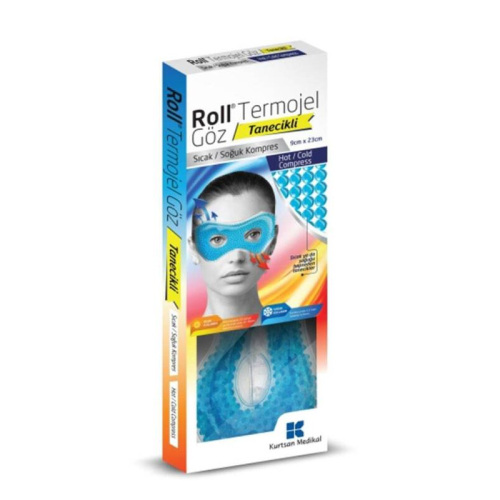 Roll® Termojel
Göz / Tanecikli
9cm x 23cm
Sıcak / Soğuk Kompres
Hot / Cold
Compress
Kurtsan Medikal
Roll® Termojel Göz
Tanecikli
Sıcak / Soğuk Kompres
Hot / Cold Compress